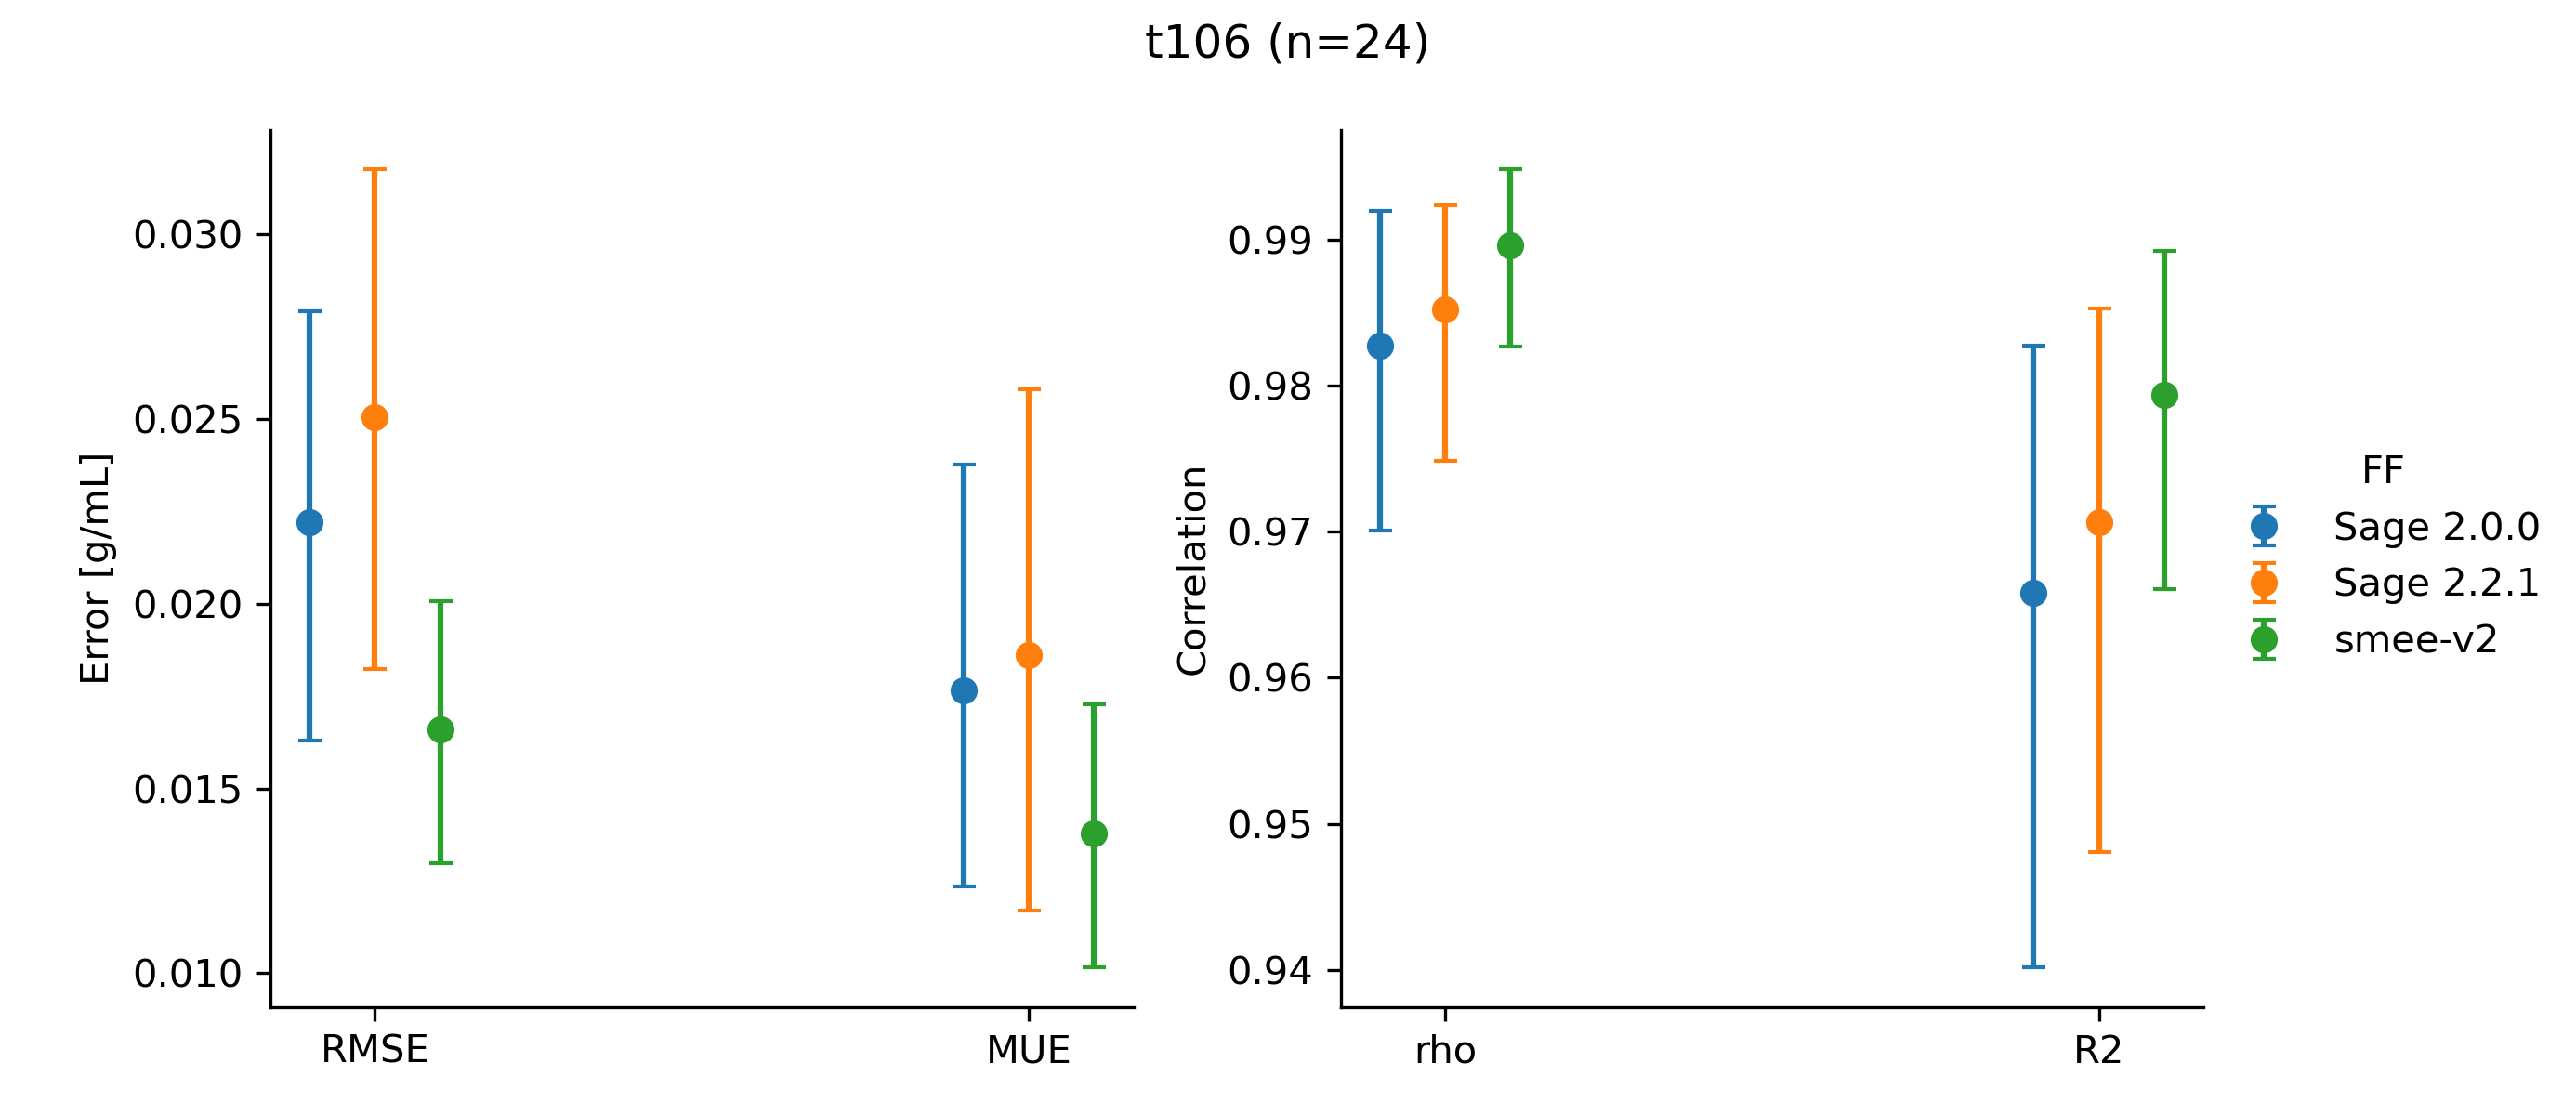 t106 (n=24)
Error [g/mL]
0.030
0.025
0.020
0.015
0.010
RMSE
MUE
Correlation
0.99
0.98
0.97
0.96
0.95
0.94
rho
R2
FF
Sage 2.0.0
Sage 2.2.1
smee-v2